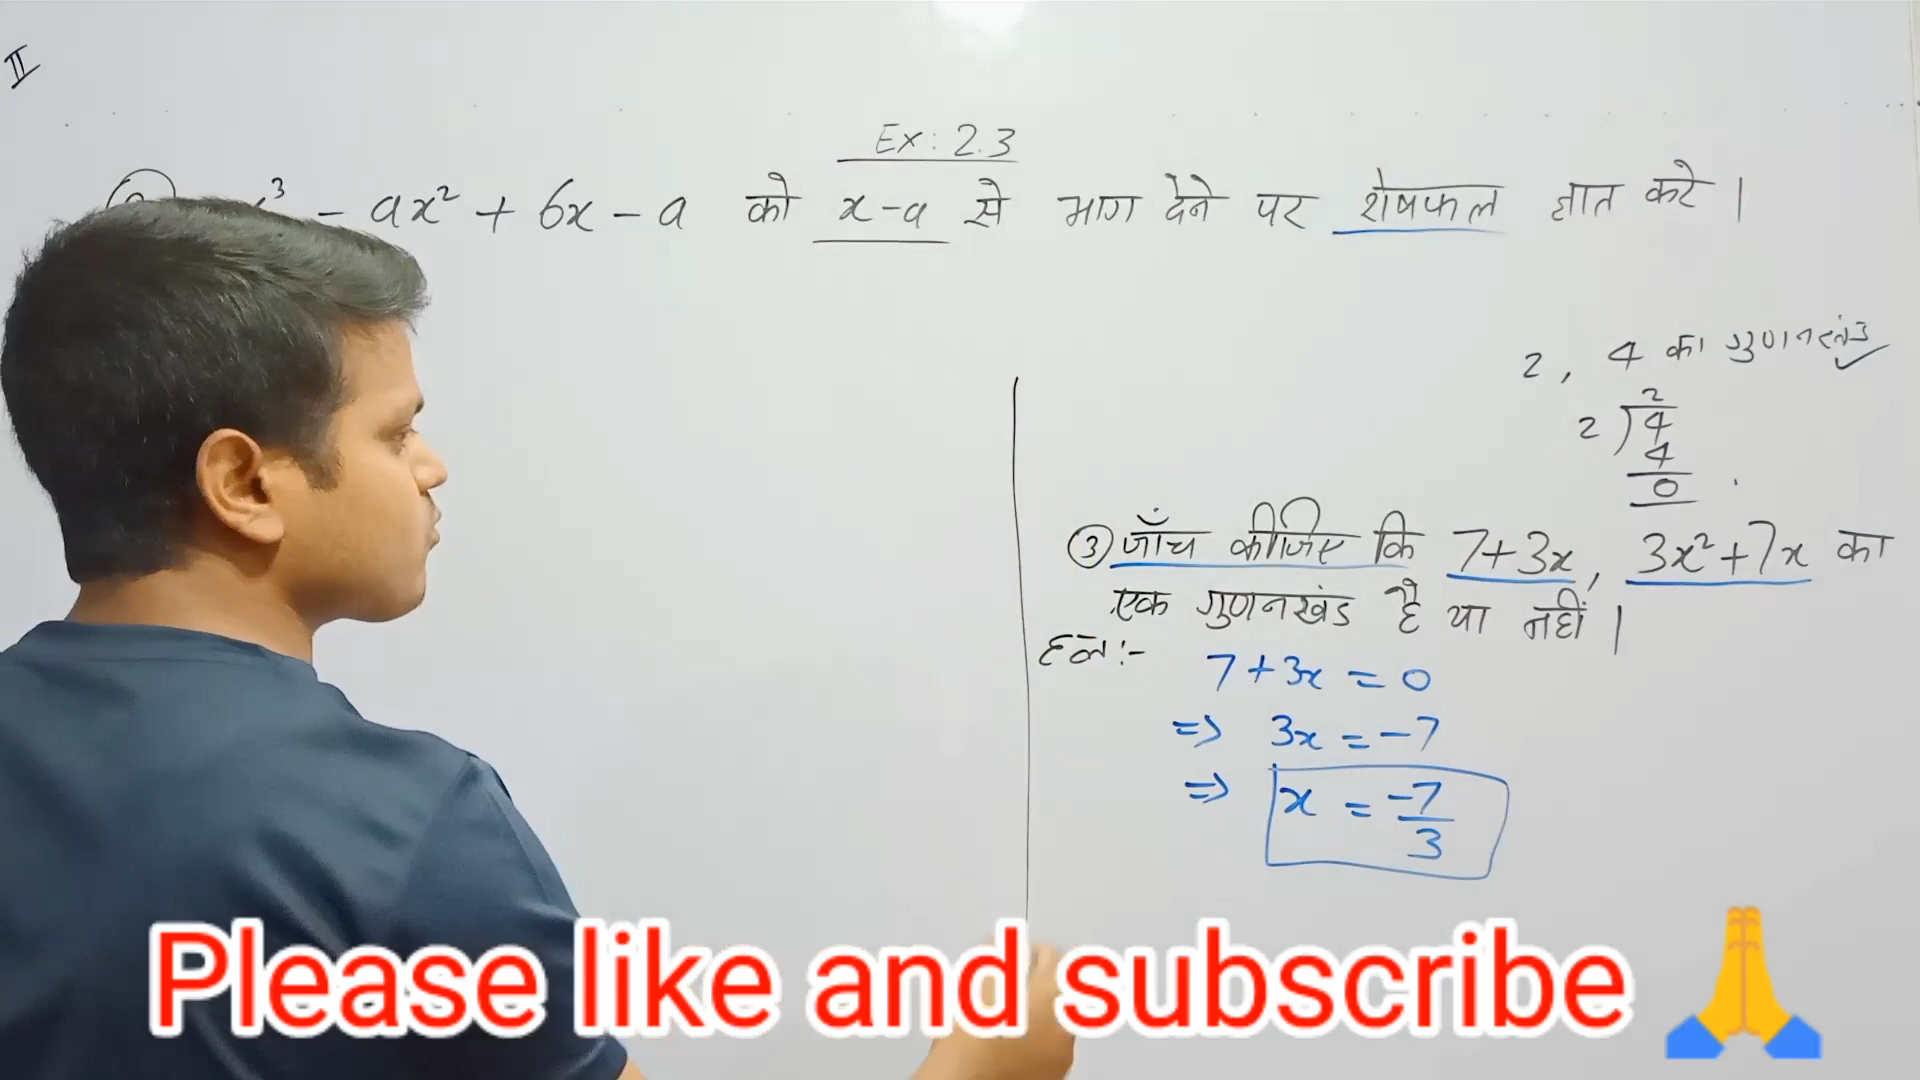 II
Ex: 2.3
³ - ax² + 6x - a को x-a से भाग देने पर शेषफल ज्ञात करे |
2, 4 का गुणनखंड ✓
2
2 ) 4
4
0
③ जाँच कीजिए कि 7+3x, 3x²+7x का
एक गुणनखंड है या नहीं |
हल:-
7+3x = 0
=> 3x = -7
=> x = -7/3
Please like and subscribe 🙏